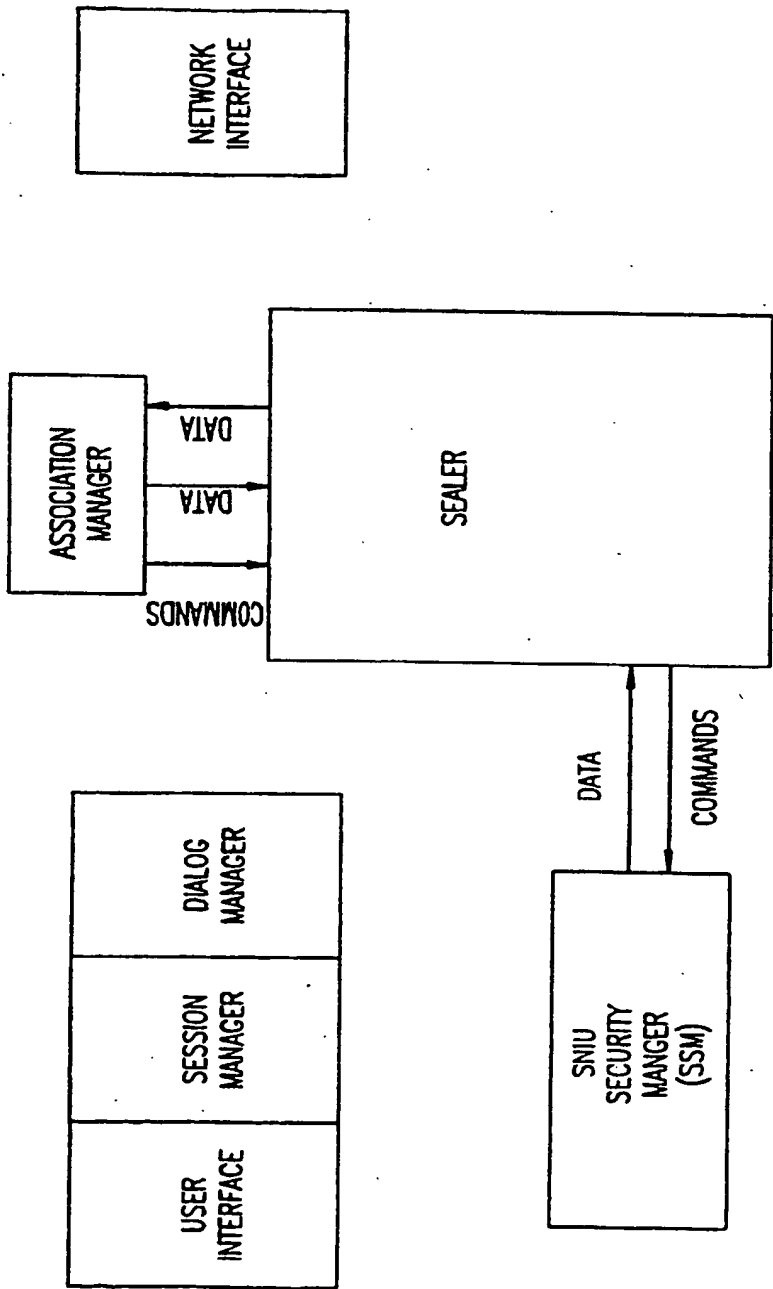 USER
INTERFACE
SESSION
MANAGER
DIALOG
MANAGER
ASSOCIATION
MANAGER
NETWORK
INTERFACE
COMMANDS
DATA
DATA
SEALER
DATA
COMMANDS
SNIU
SECURITY
MANGER
(SSM)